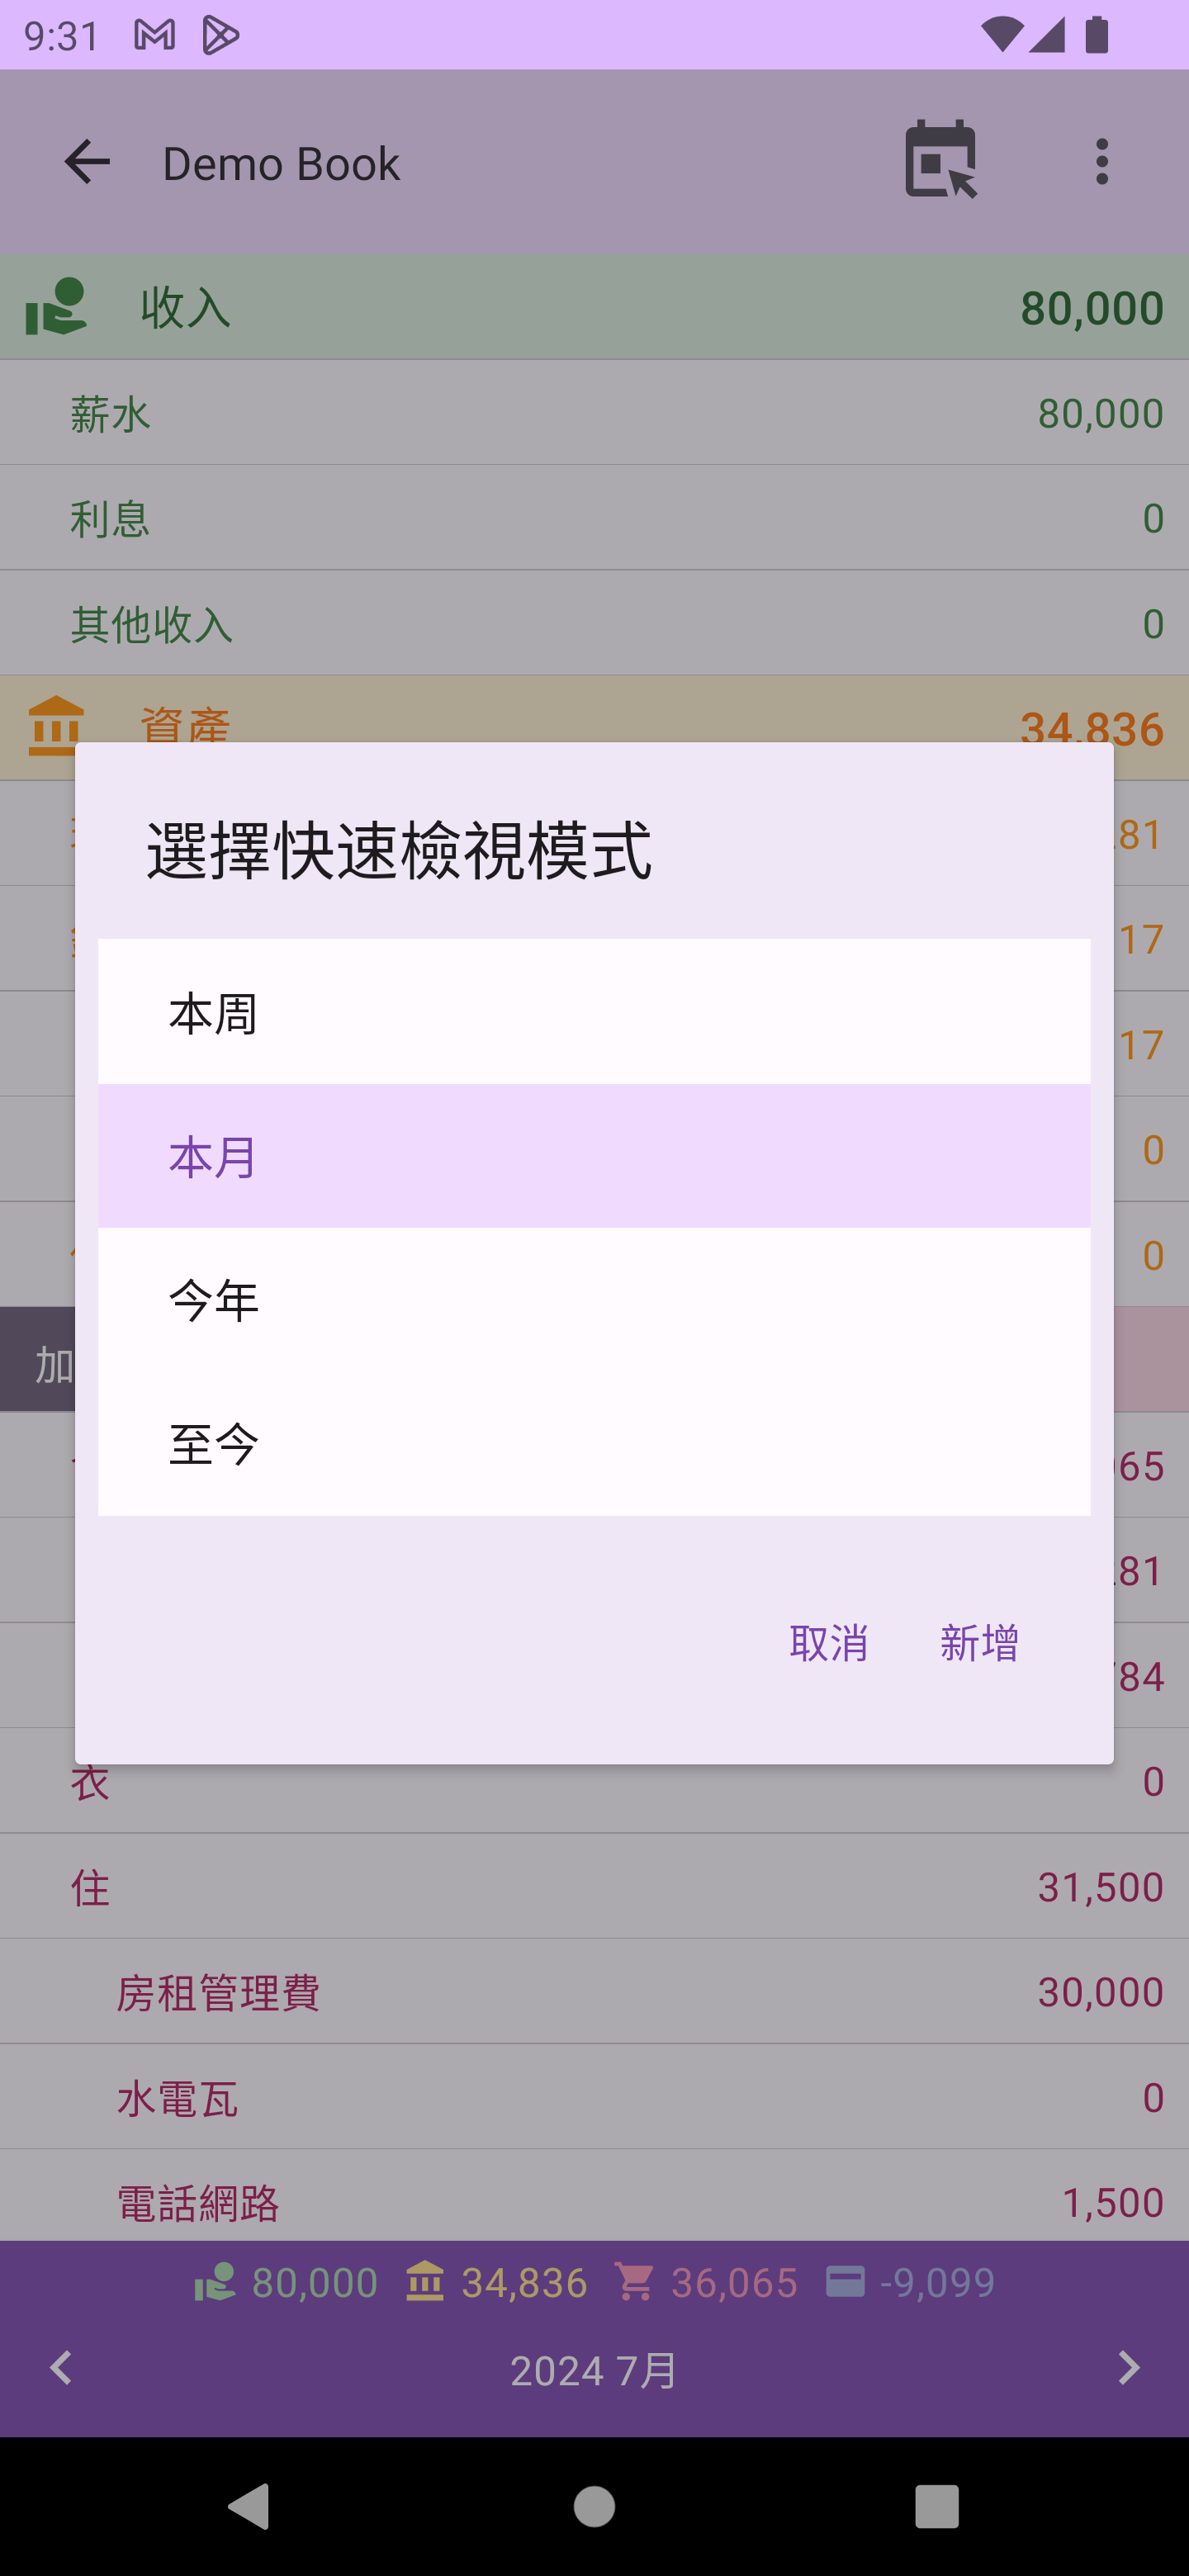 9:31
Demo Book
收入 80,000
薪水 80,000
利息 0
其他收入 0
資產 34,836
81
17
17
0
0
選擇快速檢視模式
本周
本月
今年
至今
取消 新增
加
65
81
84
衣 0
住 31,500
房租管理費 30,000
水電瓦 0
電話網路 1,500
80,000 34,836 36,065 -9,099
2024 7月